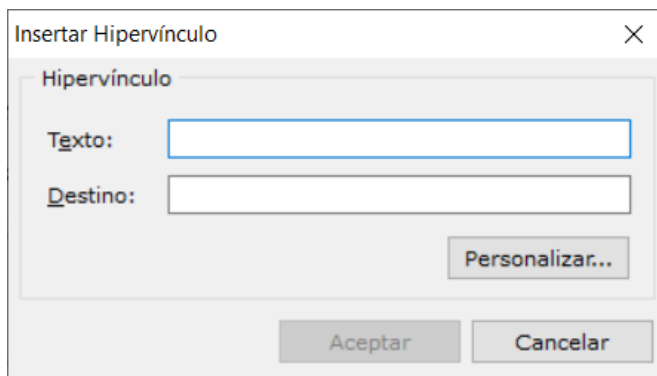 Insertar Hipervínculo
Hipervínculo
Texto:
Destino:
Personalizar...
Aceptar Cancelar